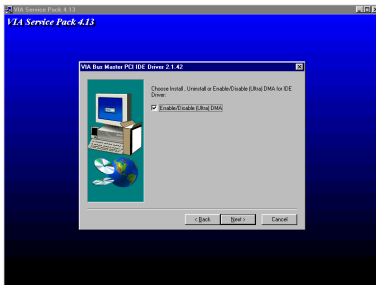 VIA Service Pack 4.13
VIA Service Pack 4.13
VIA Bus Master PCI IDE Driver 2.1.42
Choose Install , Uninstall or Enable/Disable (Ultra) DMA for IDE
Driver:
Enable/Disable (Ultra) DMA
< Back Next > Cancel